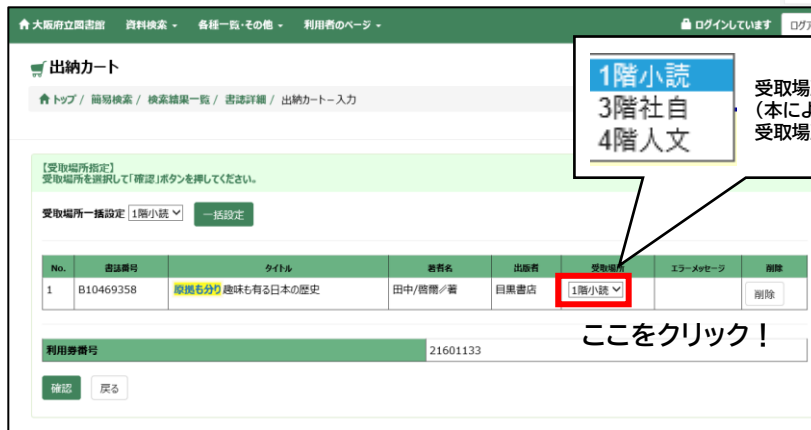 大阪府立図書館 資料検索 各種一覧・その他 利用者のページ ログインしています ログア
出納カート
トップ / 簡易検索 / 検索結果一覧 / 書誌詳細 / 出納カート－入力
1階小読
3階社自
4階人文
受取場
（本によ
受取場
【受取場所指定】
受取場所を選択して「確認」ボタンを押してください。
受取場所一括設定 1階小読 一括設定
No. 書誌番号 タイトル 著者名 出版者 受取場所 エラーメッセージ 削除
1 B10469358 原拠も分り趣味も有る日本の歴史 田中/啓爾∥著 目黒書店 1階小読 削除
ここをクリック！
利用券番号 21601133
確認 戻る